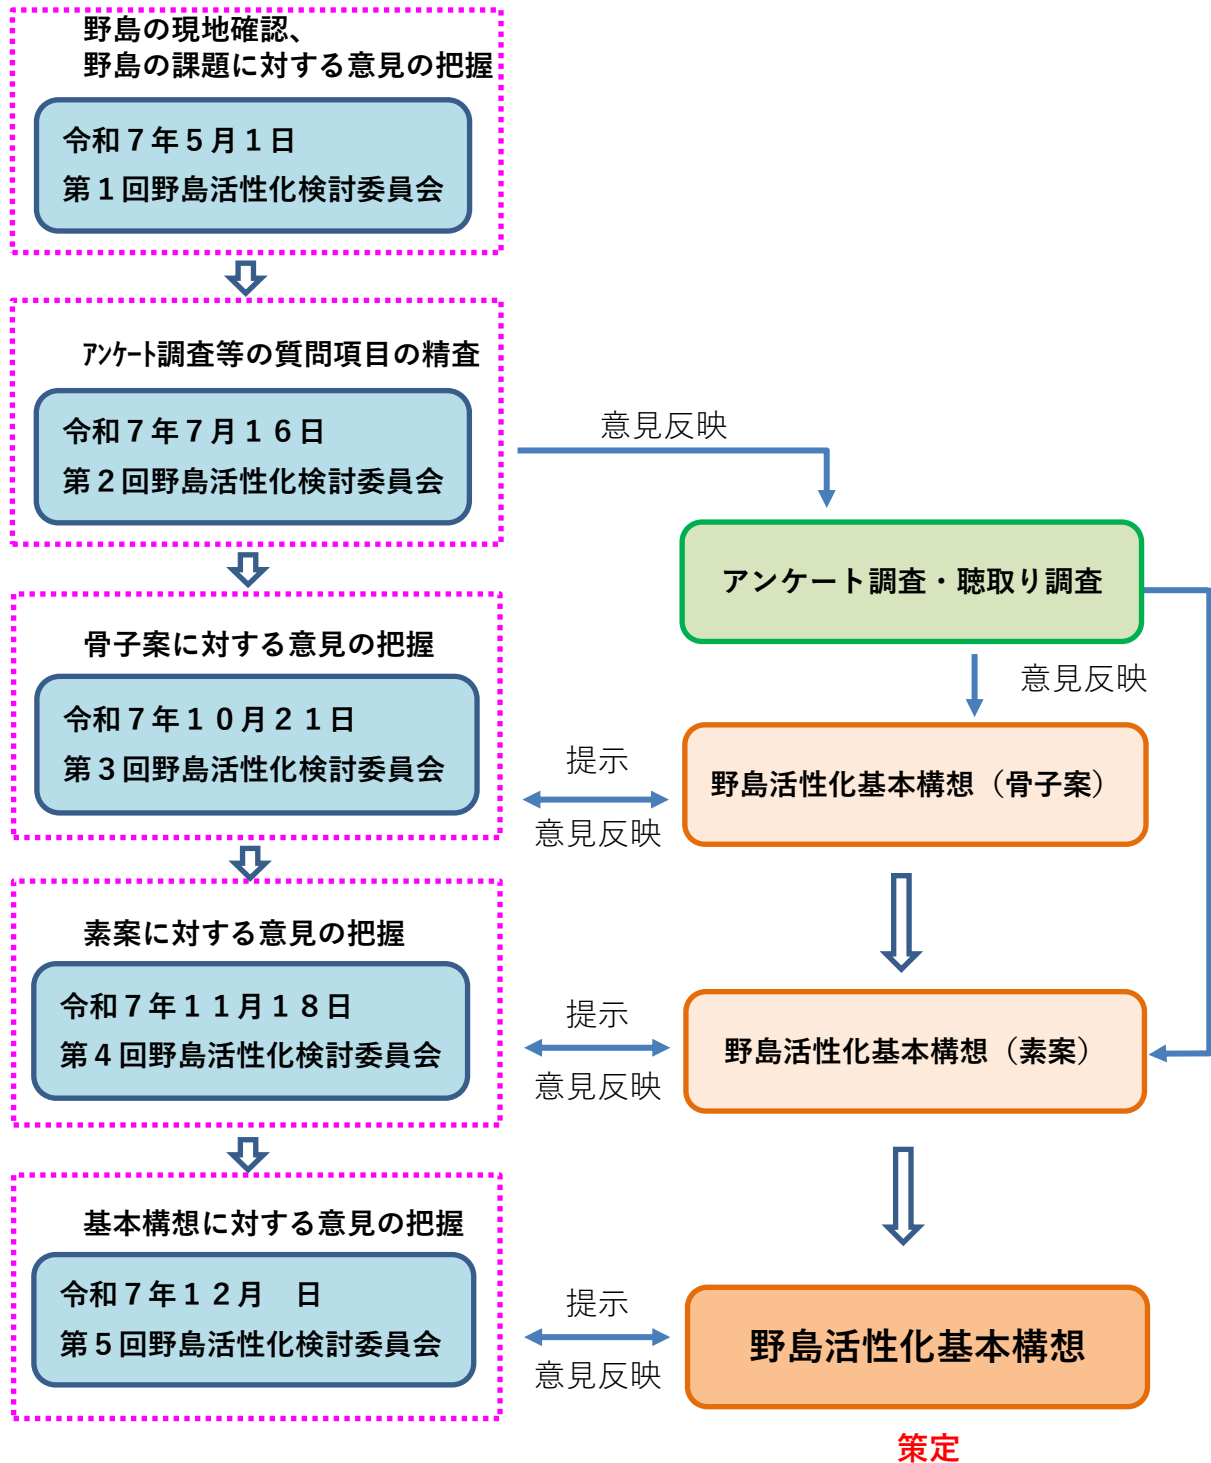 野島の現地確認、
野島の課題に対する意見の把握
令和７年５月１日
第１回野島活性化検討委員会
ｱﾝｹｰﾄ調査等の質問項目の精査
令和７年７月１６日
第２回野島活性化検討委員会
意見反映
アンケート調査・聴取り調査
意見反映
骨子案に対する意見の把握
令和７年１０月２１日
第３回野島活性化検討委員会
提示
意見反映
野島活性化基本構想（骨子案）
素案に対する意見の把握
令和７年１１月１８日
第４回野島活性化検討委員会
提示
意見反映
野島活性化基本構想（素案）
基本構想に対する意見の把握
令和７年１２月　日
第５回野島活性化検討委員会
提示
意見反映
野島活性化基本構想
策定